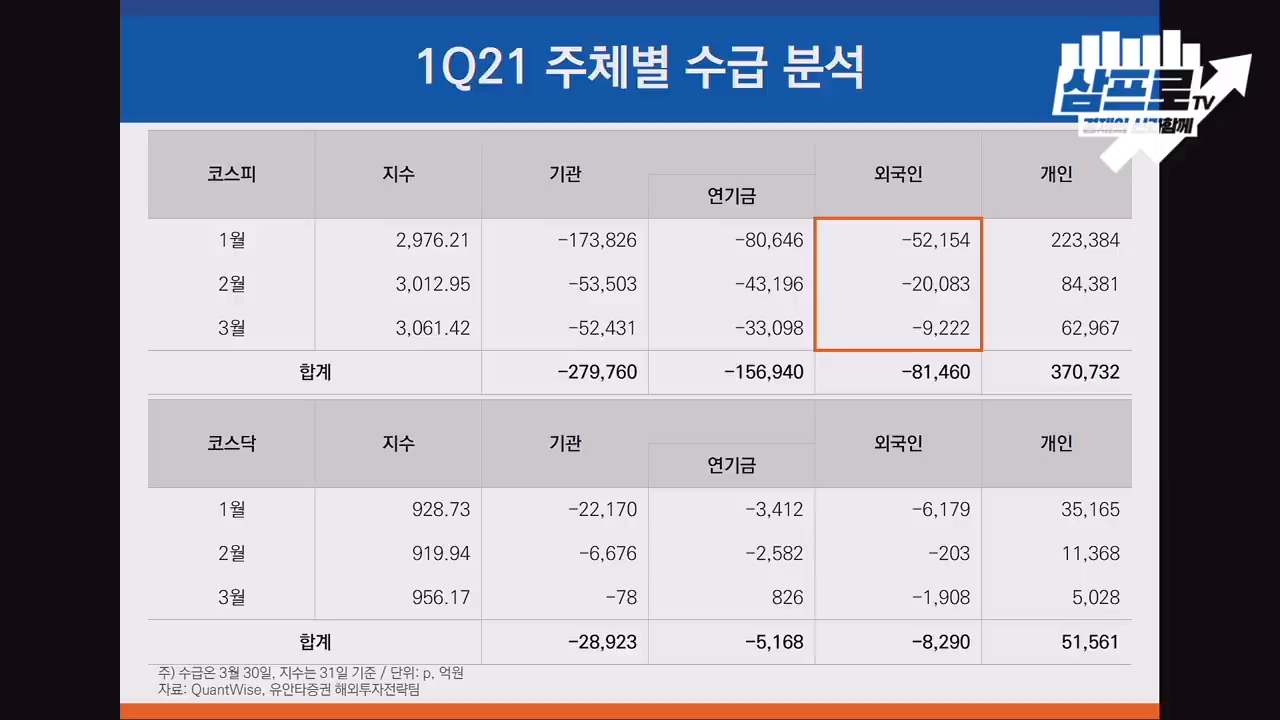 1Q21 주체별 수급 분석
삼프로TV
경제의 신과함께
코스피 지수 기관 연기금 외국인 개인
1월 2,976.21 -173,826 -80,646 -52,154 223,384
2월 3,012.95 -53,503 -43,196 -20,083 84,381
3월 3,061.42 -52,431 -33,098 -9,222 62,967
합계 -279,760 -156,940 -81,460 370,732
코스닥 지수 기관 연기금 외국인 개인
1월 928.73 -22,170 -3,412 -6,179 35,165
2월 919.94 -6,676 -2,582 -203 11,368
3월 956.17 -78 826 -1,908 5,028
합계 -28,923 -5,168 -8,290 51,561
주) 수급은 3월 30일, 지수는 31일 기준 / 단위: p, 억원
자료: QuantWise, 유안타증권 해외투자전략팀